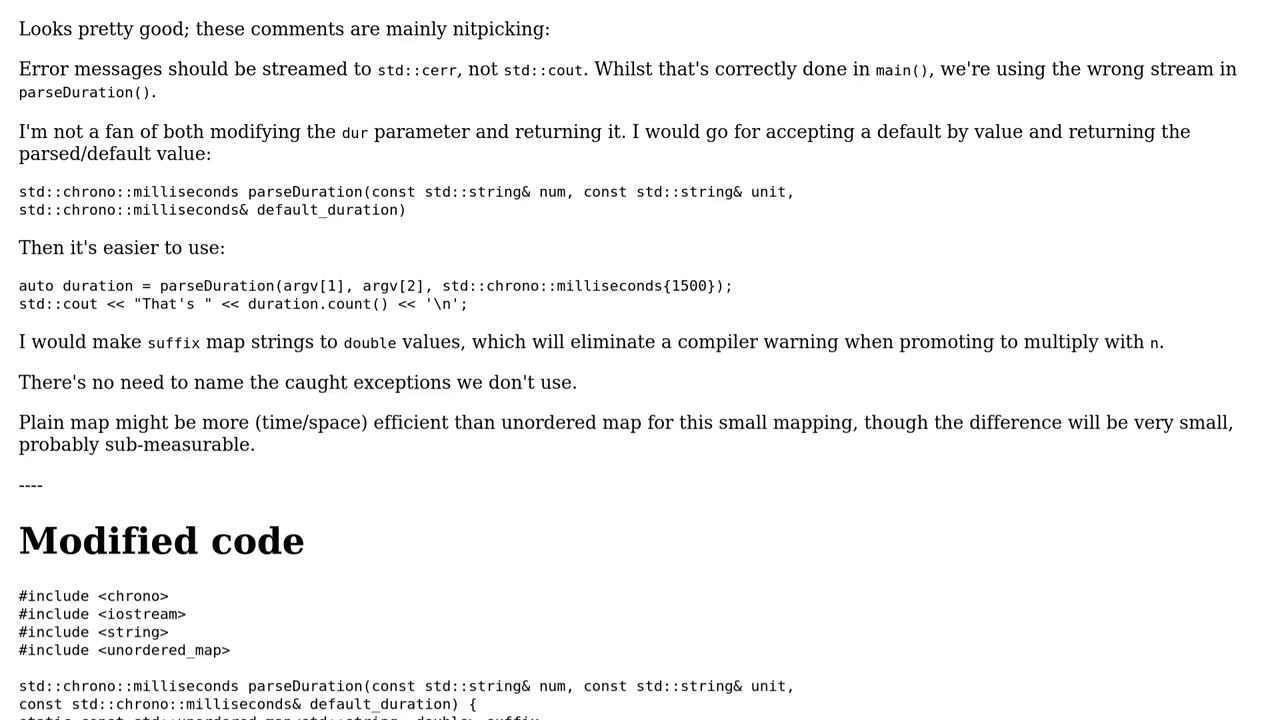 Looks pretty good; these comments are mainly nitpicking:
Error messages should be streamed to std::cerr, not std::cout. Whilst that's correctly done in main(), we're using the wrong stream in
parseDuration().
I'm not a fan of both modifying the dur parameter and returning it. I would go for accepting a default by value and returning the
parsed/default value:
std::chrono::milliseconds parseDuration(const std::string& num, const std::string& unit,
std::chrono::milliseconds& default_duration)
Then it's easier to use:
auto duration = parseDuration(argv[1], argv[2], std::chrono::milliseconds{1500});
std::cout << "That's " << duration.count() << '\n';
I would make suffix map strings to double values, which will eliminate a compiler warning when promoting to multiply with n.
There's no need to name the caught exceptions we don't use.
Plain map might be more (time/space) efficient than unordered map for this small mapping, though the difference will be very small,
probably sub-measurable.
----
Modified code
#include <chrono>
#include <iostream>
#include <string>
#include <unordered_map>
std::chrono::milliseconds parseDuration(const std::string& num, const std::string& unit,
const std::chrono::milliseconds& default_duration) {
static const std::unordered_map<std::string, double> suffix